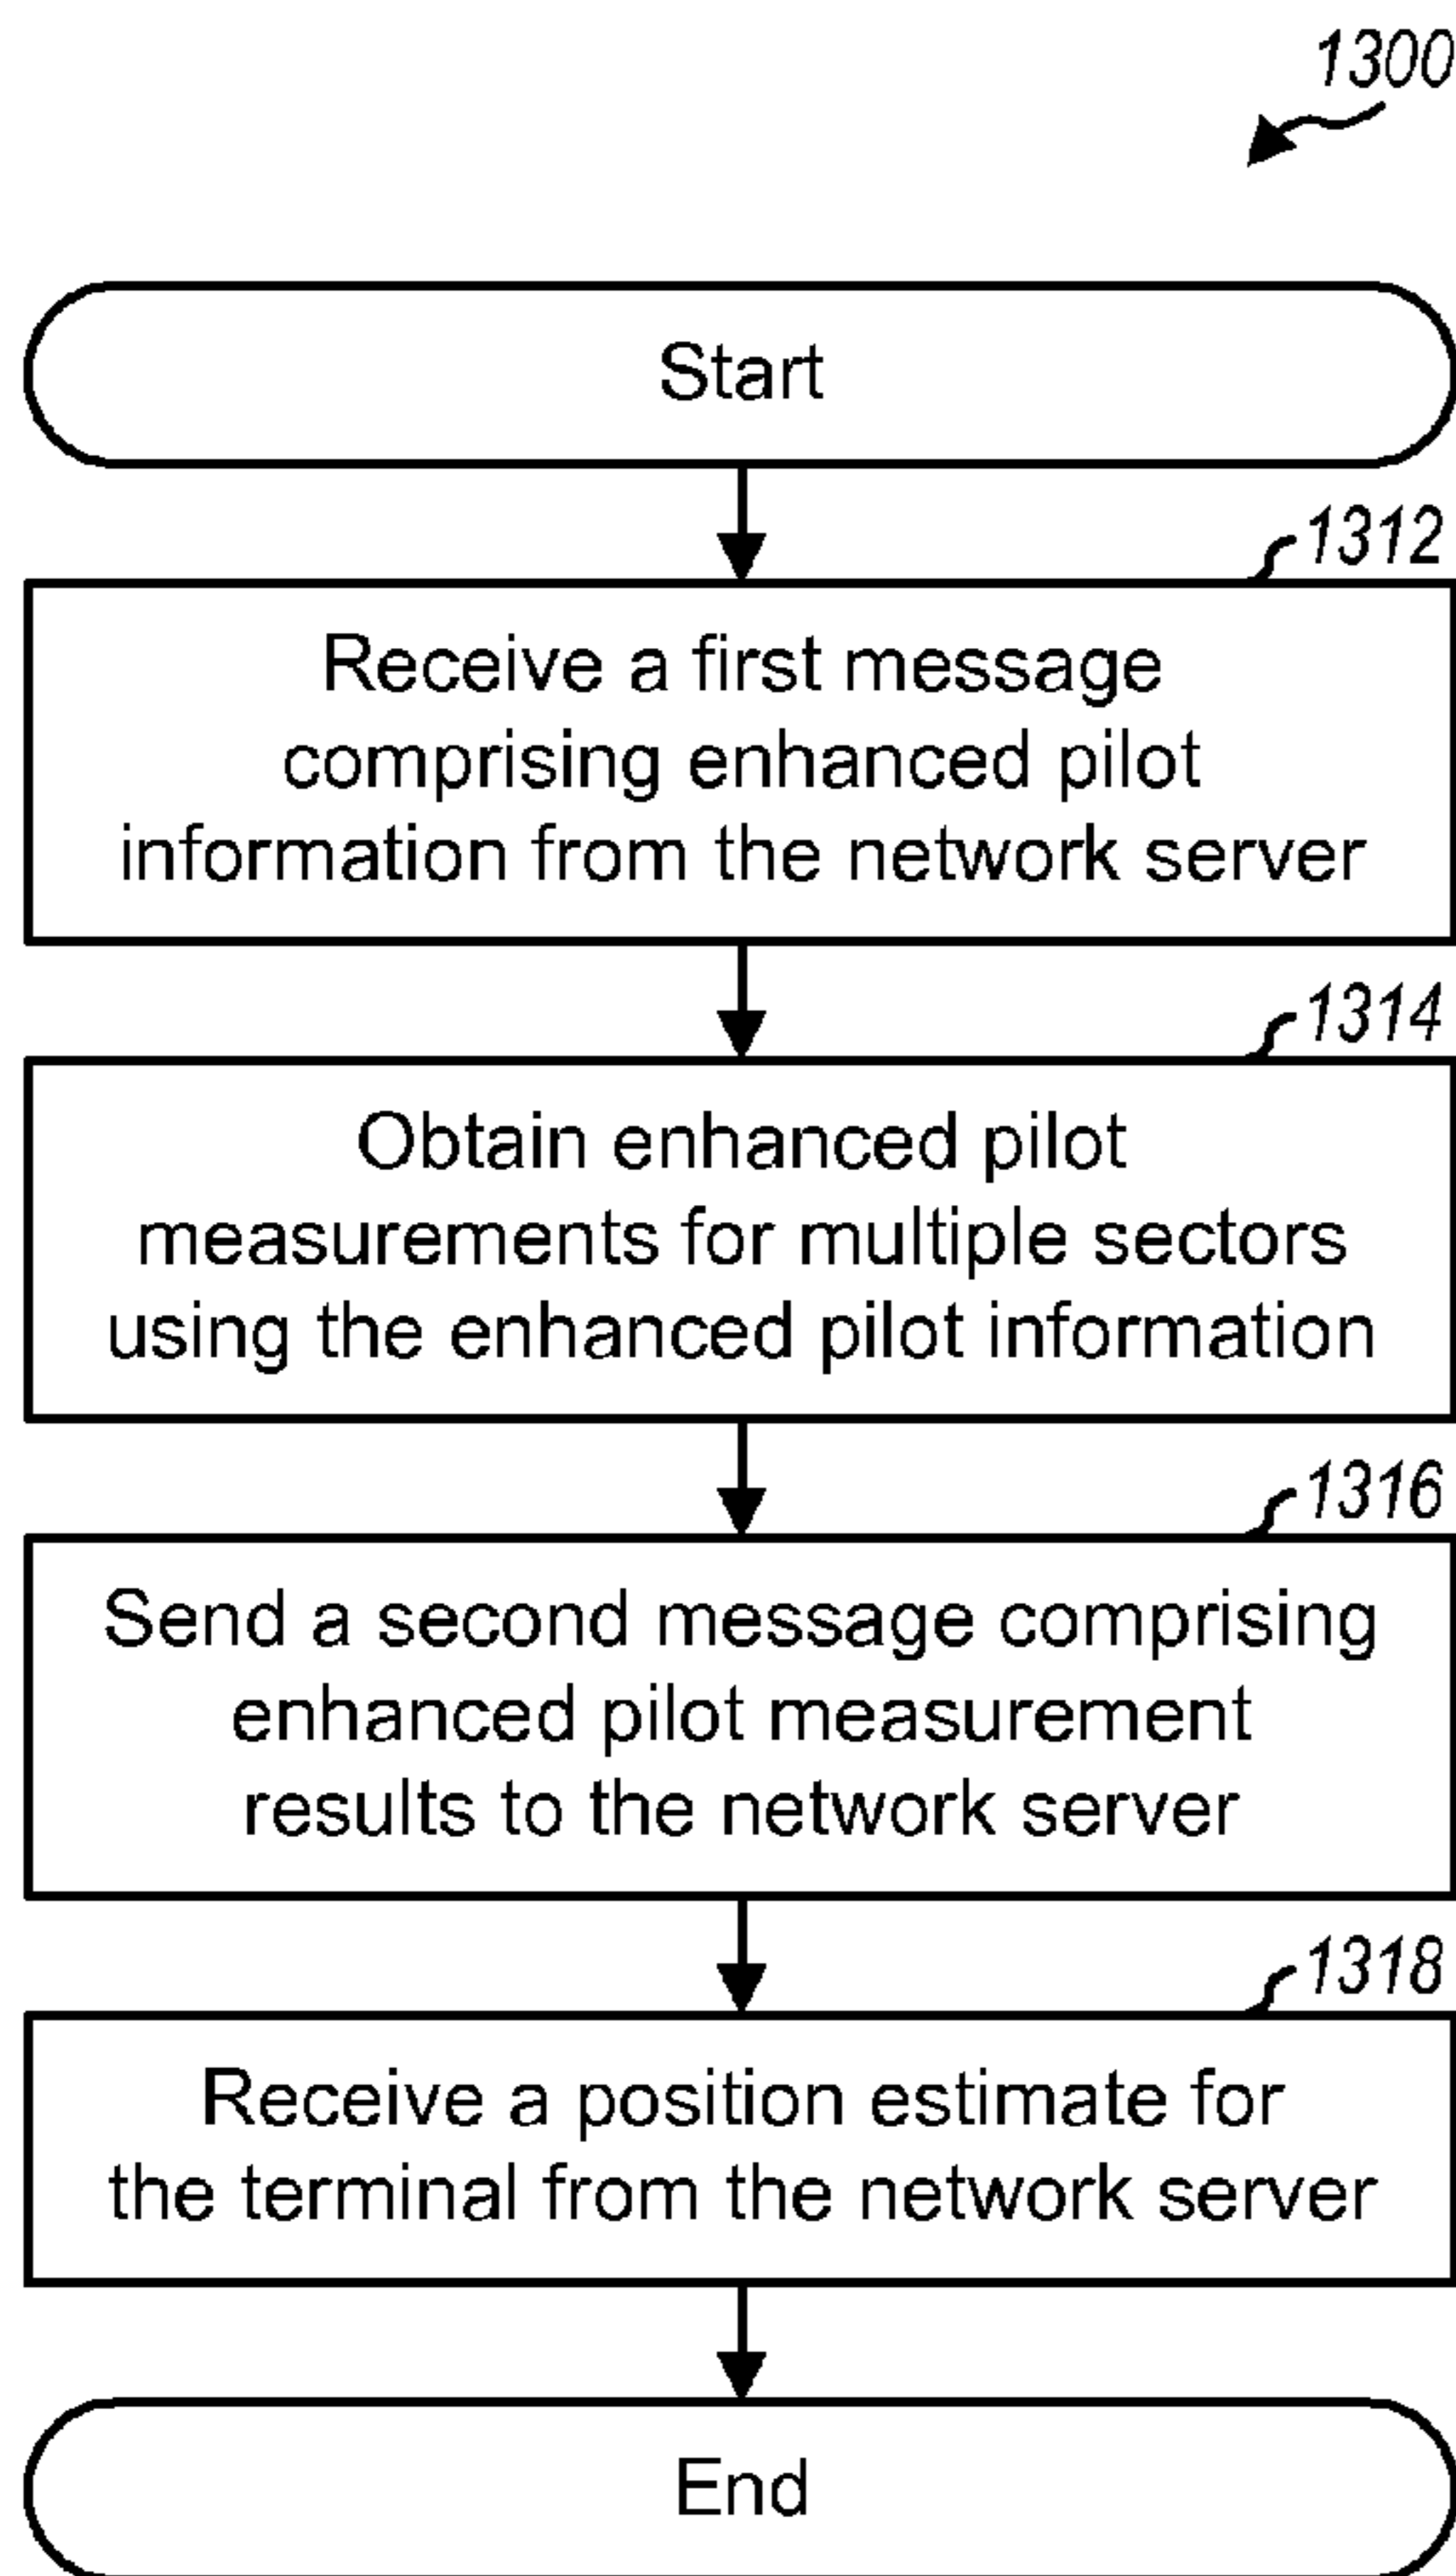 1300
Start
1312
Receive a first message
comprising enhanced pilot
information from the network server
1314
Obtain enhanced pilot
measurements for multiple sectors
using the enhanced pilot information
1316
Send a second message comprising
enhanced pilot measurement
results to the network server
1318
Receive a position estimate for
the terminal from the network server
End